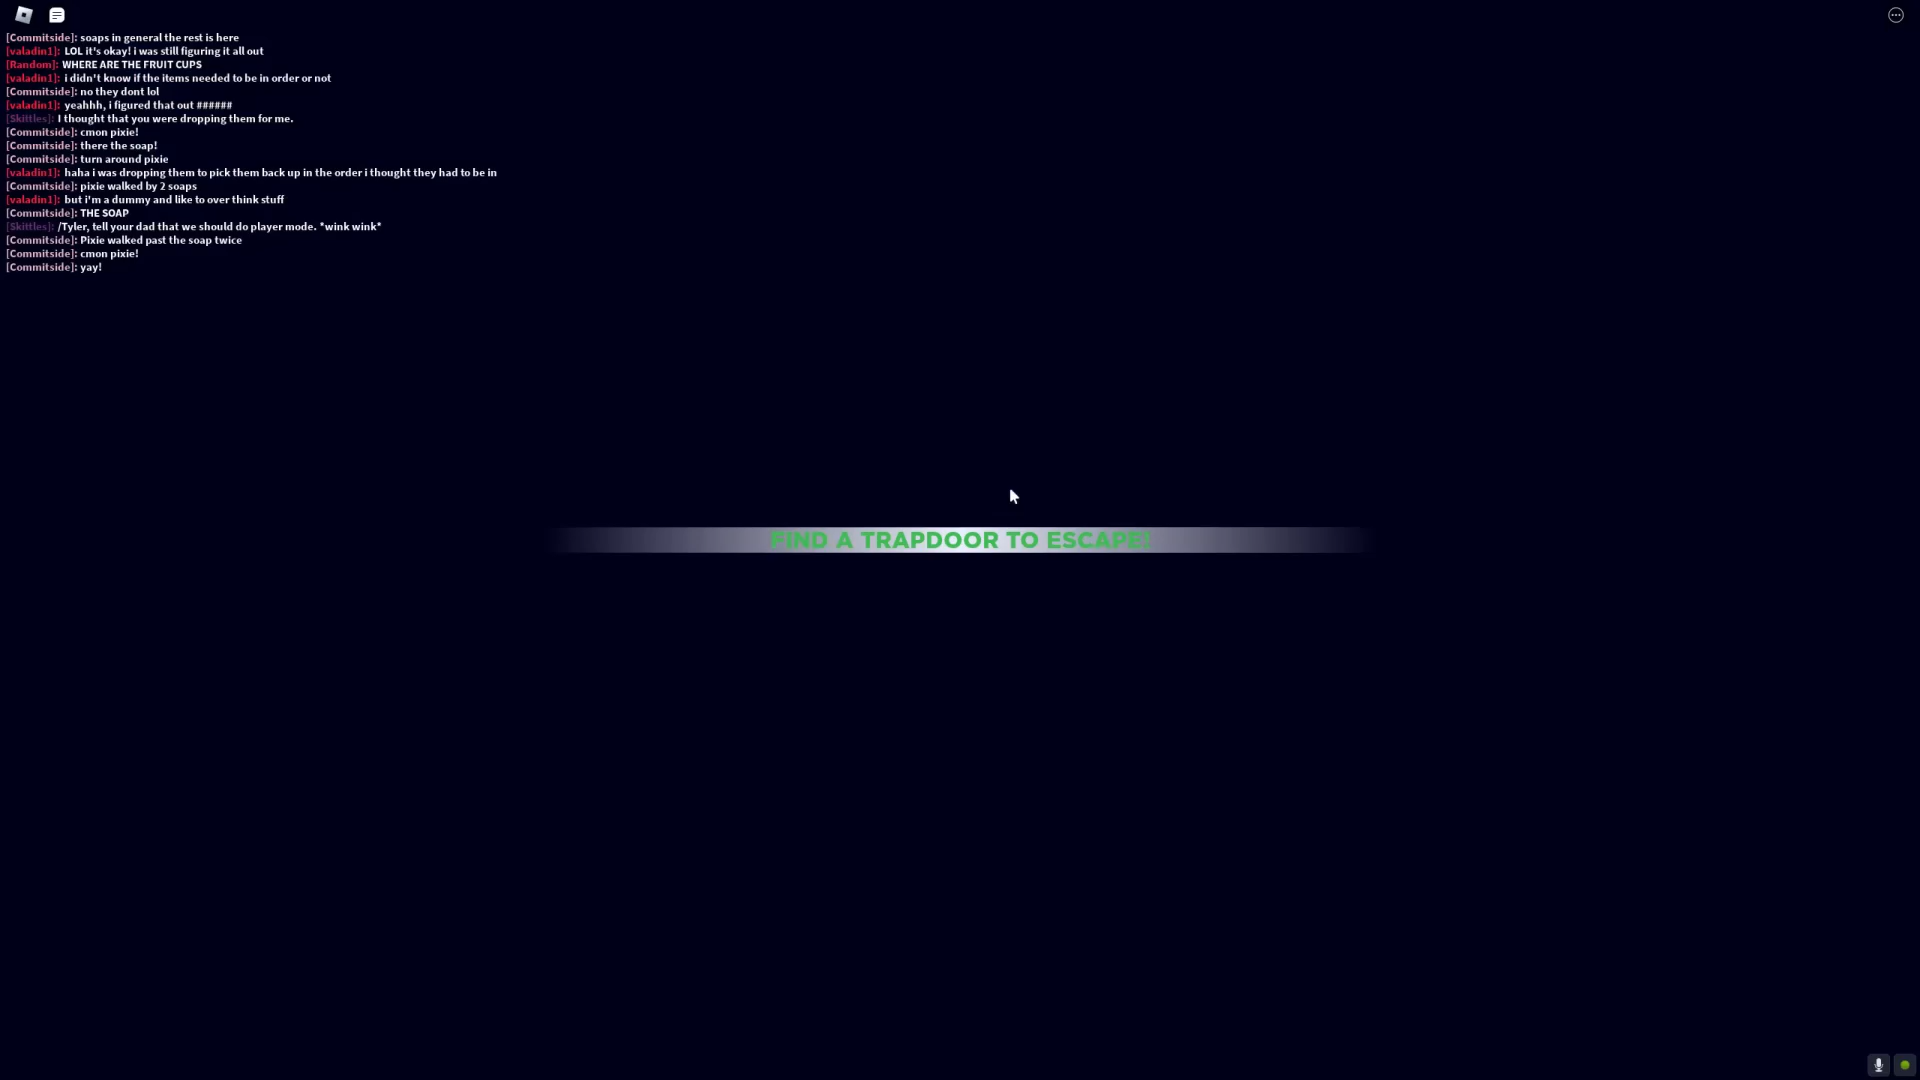 [Commitside]: soaps in general the rest is here
[valadin1]: LOL it's okay! i was still figuring it all out
[Random]: WHERE ARE THE FRUIT CUPS
[valadin1]: i didn't know if the items needed to be in order or not
[Commitside]: no they dont lol
[valadin1]: yeahhh, i figured that out ######
[Skittles]: I thought that you were dropping them for me.
[Commitside]: cmon pixie!
[Commitside]: there the soap!
[Commitside]: turn around pixie
[valadin1]: haha i was dropping them to pick them back up in the order i thought they had to be in
[Commitside]: pixie walked by 2 soaps
[valadin1]: but i'm a dummy and like to over think stuff
[Commitside]: THE SOAP
[Skittles]: /Tyler, tell your dad that we should do player mode. *wink wink*
[Commitside]: Pixie walked past the soap twice
[Commitside]: cmon pixie!
[Commitside]: yay!
FIND A TRAPDOOR TO ESCAPE!